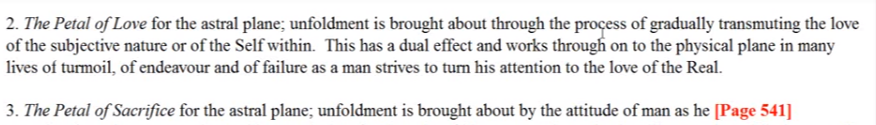 2. The Petal of Love for the astral plane; unfoldment is brought about through the process of gradually transmuting the love
of the subjective nature or of the Self within.  This has a dual effect and works through on to the physical plane in many
lives of turmoil, of endeavour and of failure as a man strives to turn his attention to the love of the Real.
3. The Petal of Sacrifice for the astral plane; unfoldment is brought about by the attitude of man as he [Page 541]